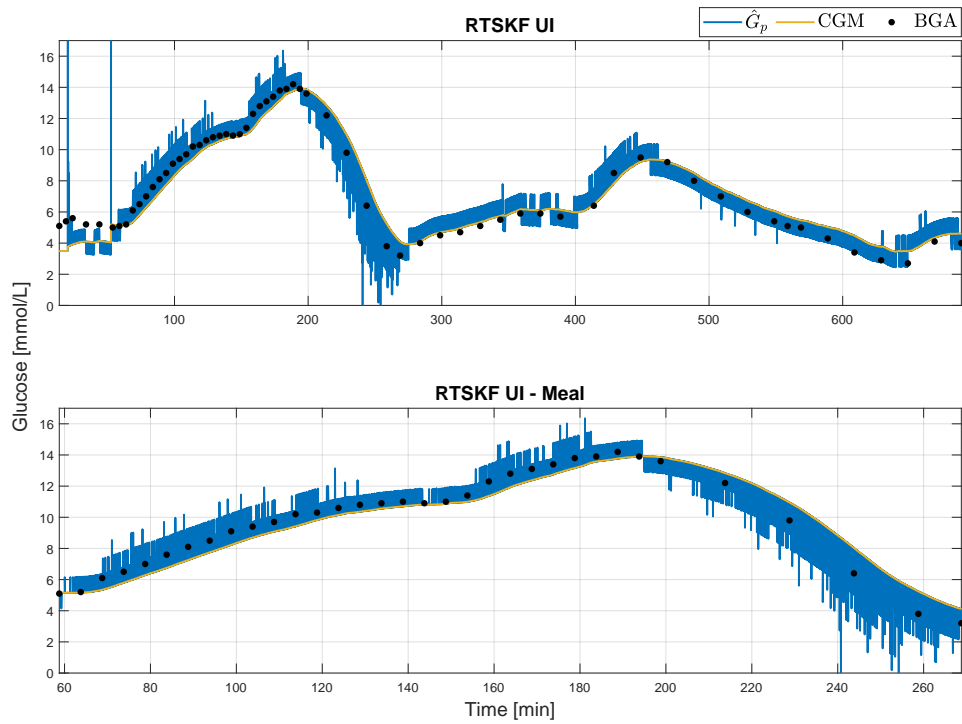 RTSKF UI
Ĝp CGM BGA
16
14
12
10
8
6
4
2
0
100 200 300 400 500 600
Glucose [mmol/L]
RTSKF UI - Meal
16
14
12
10
8
6
4
2
0
60 80 100 120 140 160 180 200 220 240 260
Time [min]